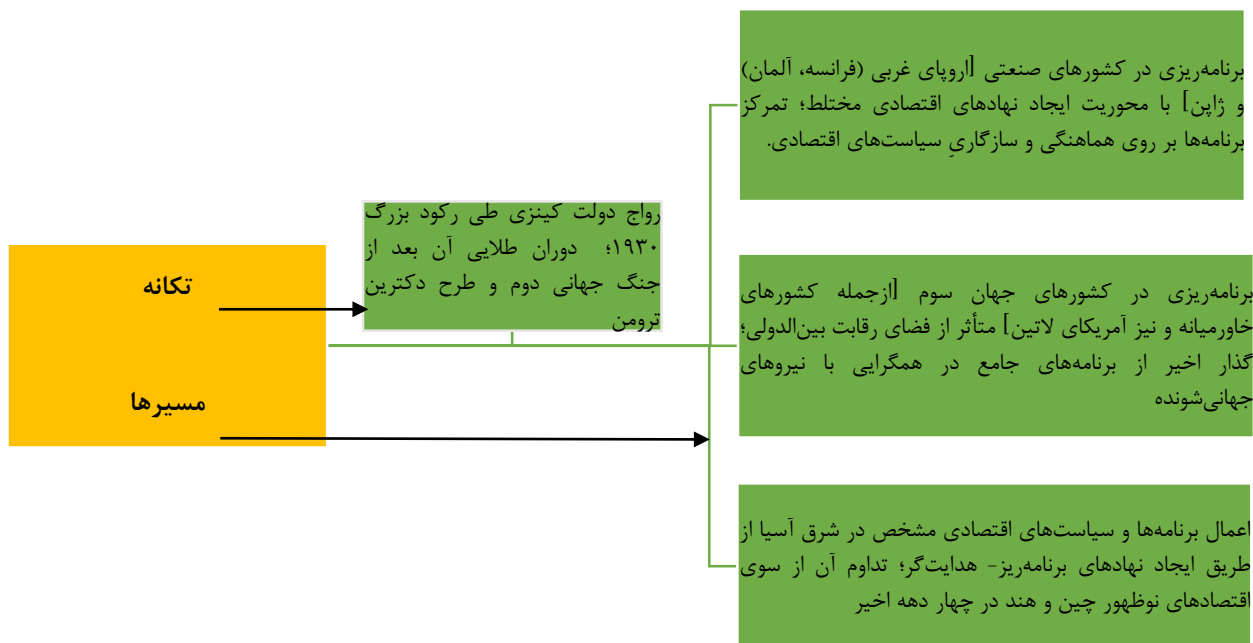 تکانه
مسیرها
رواج دولت کینزی طی رکود بزرگ
۱۹۳۰؛ دوران طلایی آن بعد از
جنگ جهانی دوم و طرح دکترین
ترومن
برنامه‌ریزی در کشورهای صنعتی [اروپای غربی (فرانسه، آلمان)
و ژاپن] با محوریت ایجاد نهادهای اقتصادی مختلط؛ تمرکز
برنامه‌ها بر روی هماهنگی و سازگاریِ سیاست‌های اقتصادی.
برنامه‌ریزی در کشورهای جهان سوم [ازجمله کشورهای
خاورمیانه و نیز آمریکای لاتین] متأثر از فضای رقابت بین‌الدولی؛
گذار اخیر از برنامه‌های جامع در همگرایی با نیروهای
جهانی‌شونده
اعمال برنامه‌ها و سیاست‌های اقتصادی مشخص در شرق آسیا از
طریق ایجاد نهادهای برنامه‌ریز- هدایت‌گر؛ تداوم آن از سوی
اقتصادهای نوظهور چین و هند در چهار دهه اخیر